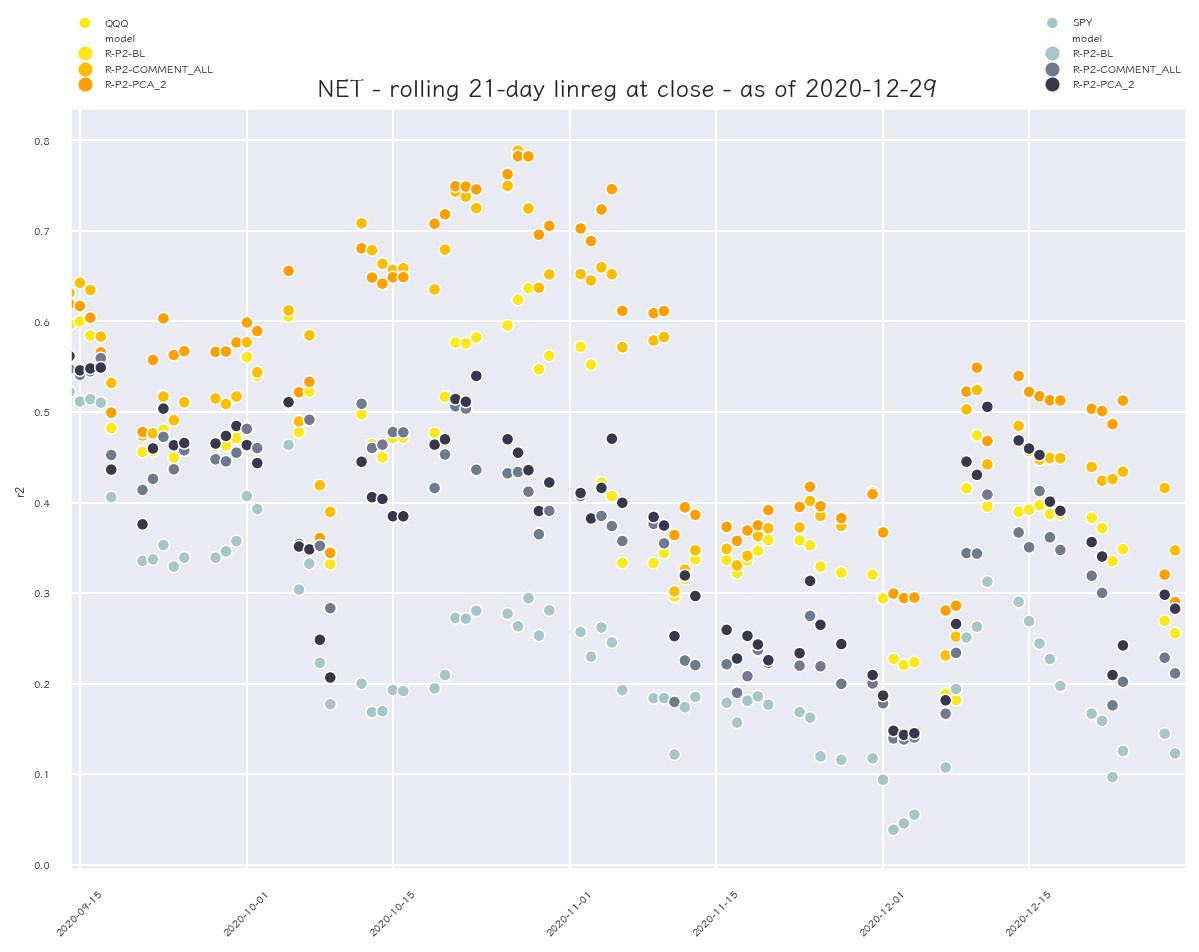 QQQ
model
R-P2-BL
R-P2-COMMENT_ALL
R-P2-PCA_2
SPY
model
R-P2-BL
R-P2-COMMENT_ALL
R-P2-PCA_2
NET - rolling 21-day linreg at close - as of 2020-12-29
0.8
0.7
0.6
0.5
0.4
0.3
0.2
0.1
0.0
r2
2020-09-15
2020-10-01
2020-10-15
2020-11-01
2020-11-15
2020-12-01
2020-12-15